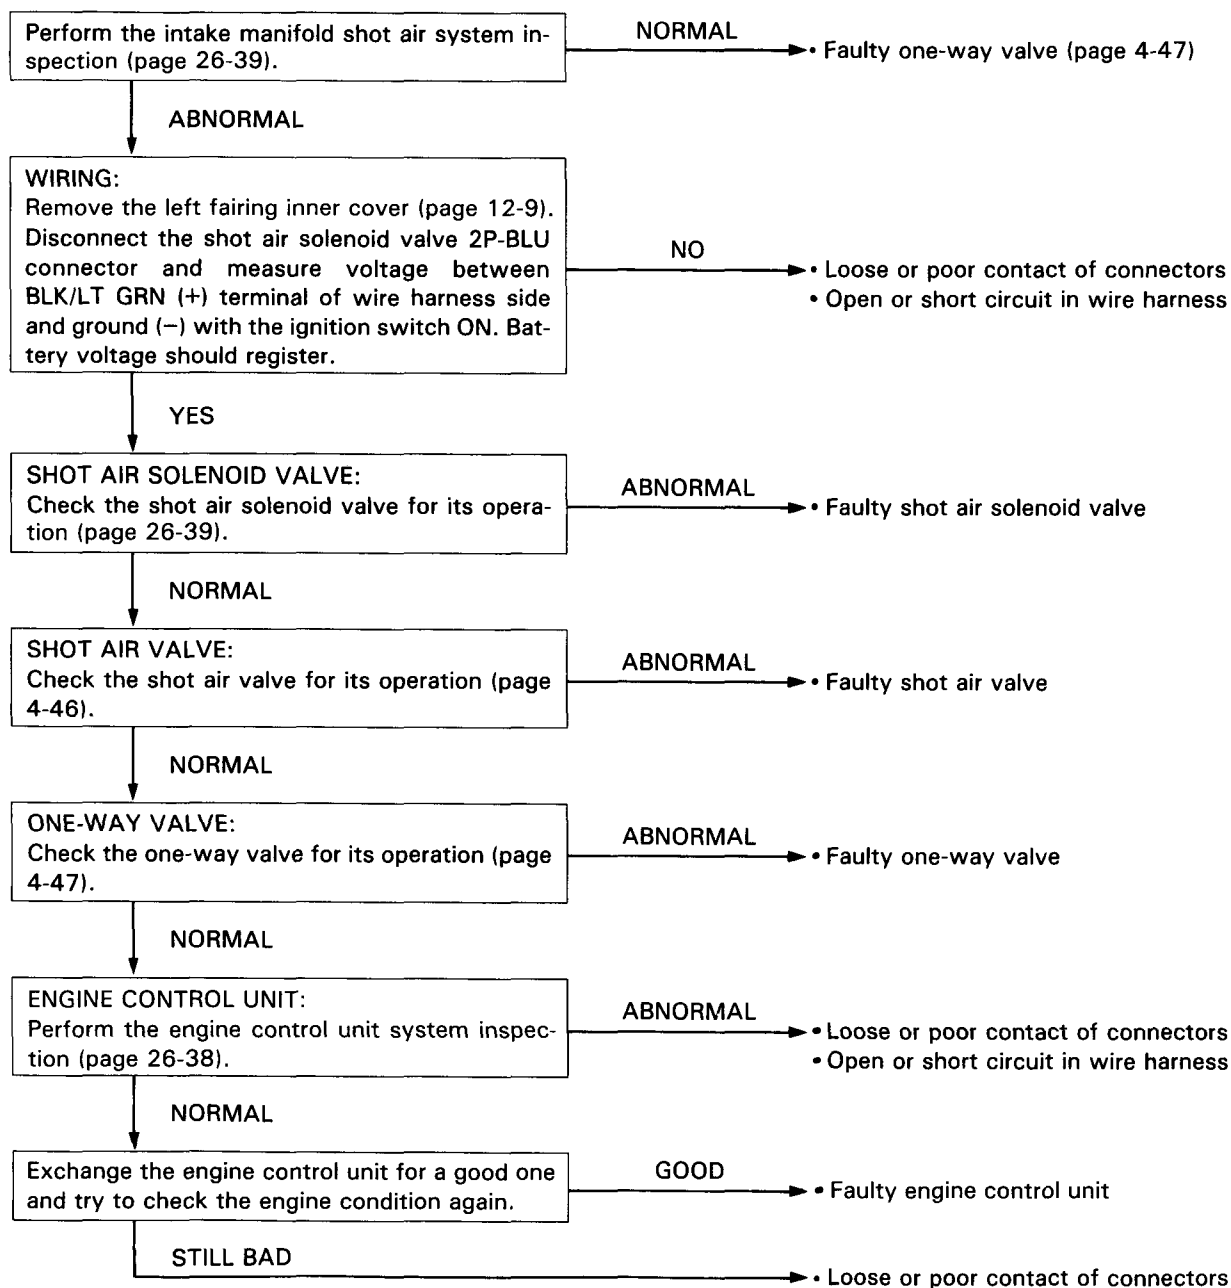 Perform the intake manifold shot air system in-
spection (page 26-39).
NORMAL
• Faulty one-way valve (page 4-47)
ABNORMAL
WIRING:
Remove the left fairing inner cover (page 12-9).
Disconnect the shot air solenoid valve 2P-BLU
connector and measure voltage between
BLK/LT GRN (+) terminal of wire harness side
and ground (−) with the ignition switch ON. Bat-
tery voltage should register.
NO
• Loose or poor contact of connectors
• Open or short circuit in wire harness
YES
SHOT AIR SOLENOID VALVE:
Check the shot air solenoid valve for its opera-
tion (page 26-39).
ABNORMAL
• Faulty shot air solenoid valve
NORMAL
SHOT AIR VALVE:
Check the shot air valve for its operation (page
4-46).
ABNORMAL
• Faulty shot air valve
NORMAL
ONE-WAY VALVE:
Check the one-way valve for its operation (page
4-47).
ABNORMAL
• Faulty one-way valve
NORMAL
ENGINE CONTROL UNIT:
Perform the engine control unit system inspec-
tion (page 26-38).
ABNORMAL
• Loose or poor contact of connectors
• Open or short circuit in wire harness
NORMAL
Exchange the engine control unit for a good one
and try to check the engine condition again.
GOOD
• Faulty engine control unit
STILL BAD
• Loose or poor contact of connectors